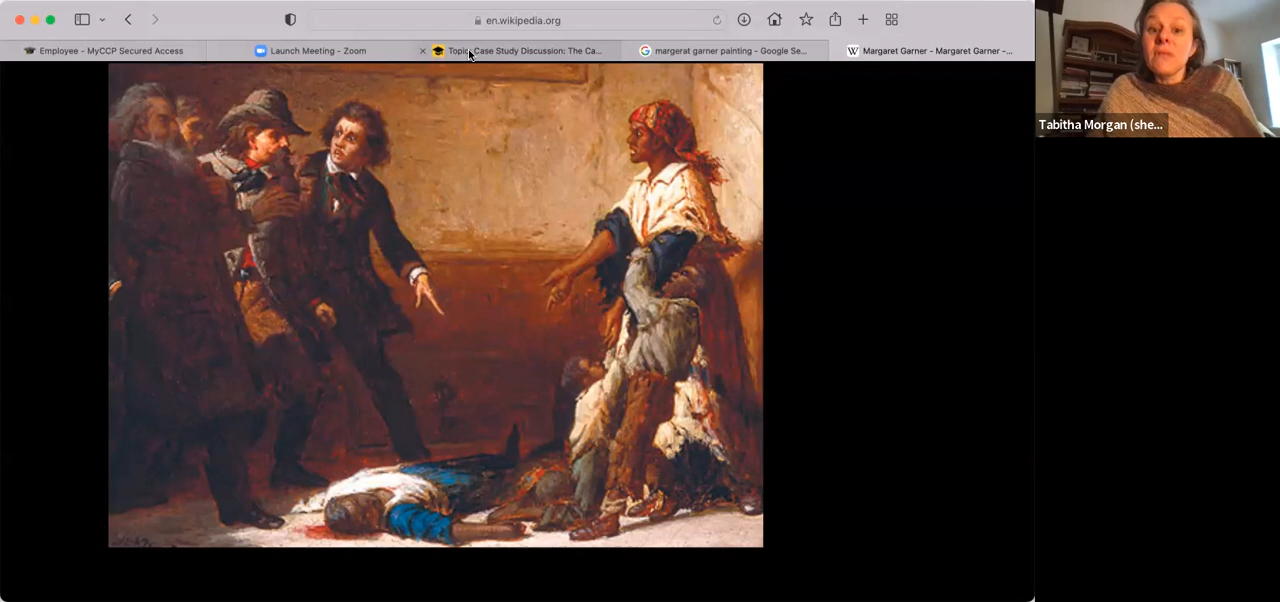 en.wikipedia.org
Employee - MyCCP Secured Access
Launch Meeting - Zoom
Topic: Case Study Discussion: The Ca...
margerat garner painting - Google Se...
Margaret Garner - Margaret Garner -...
Tabitha Morgan (she...